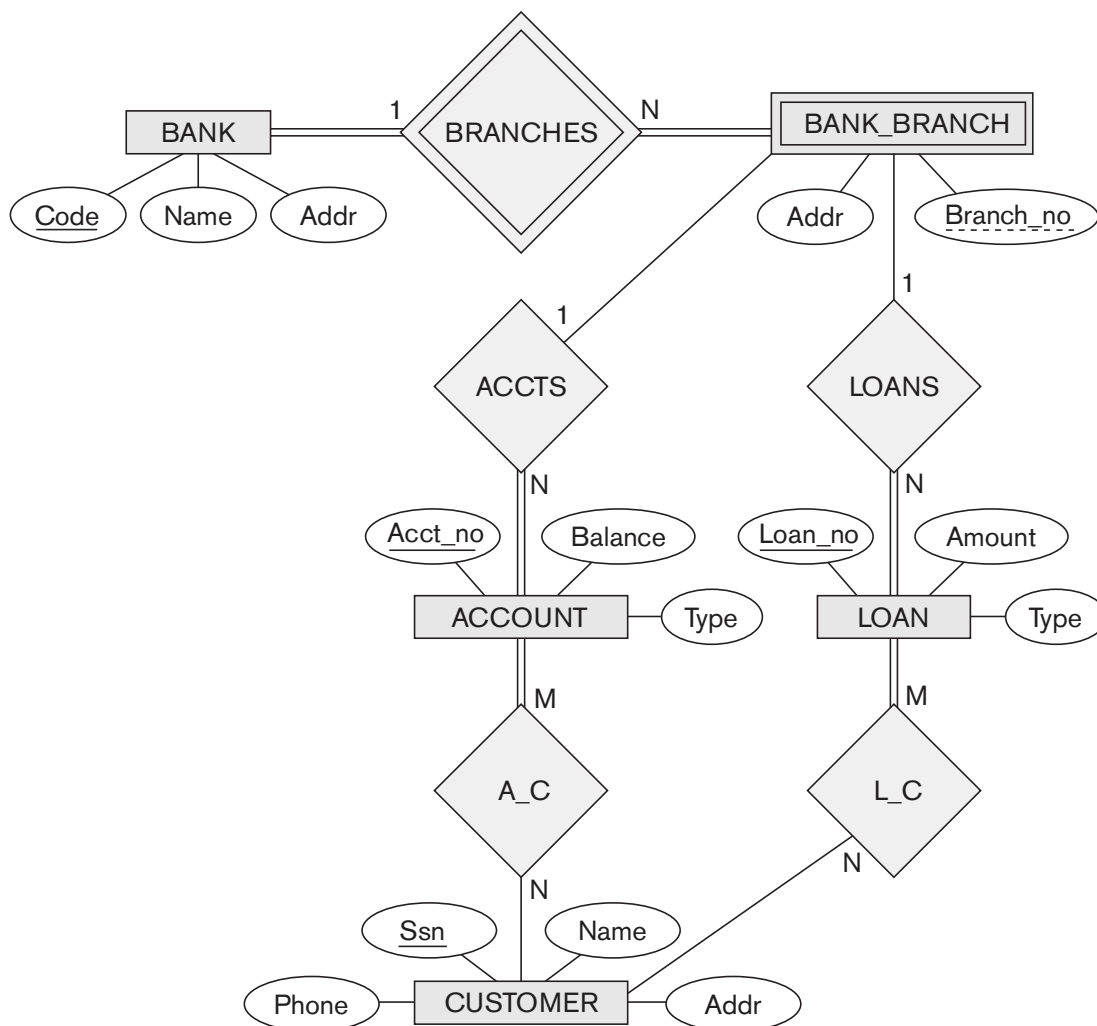 1
N
BANK
BRANCHES
BANK_BRANCH
Code
Name
Addr
Addr
Branch_no
1
1
ACCTS
LOANS
N
N
Acct_no
Balance
Loan_no
Amount
ACCOUNT
Type
LOAN
Type
M
M
A_C
L_C
N
N
Ssn
Name
Phone
CUSTOMER
Addr